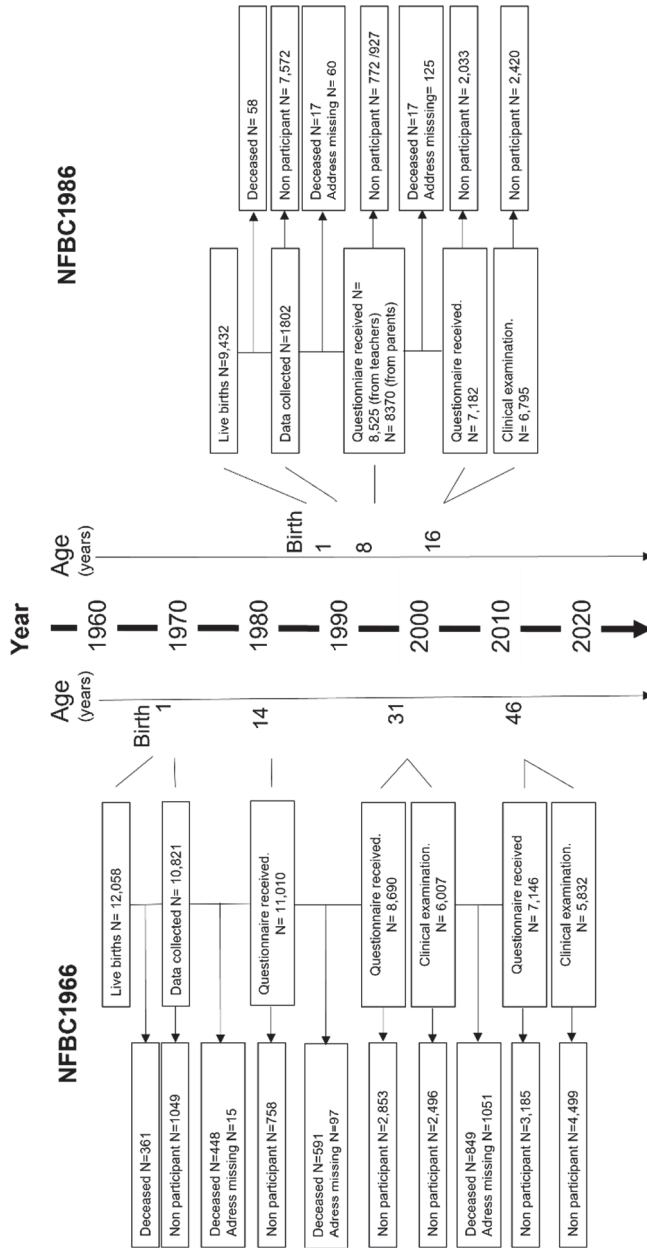 NFBC1966
Live births N= 12,058
Deceased N=361
Data collected N= 10,821
Non participant N=1049
Deceased N=448
Adress missing N=15
Questionnaire received.
N= 11,010
Non participant N=758
Deceased N=591
Adress missing N=97
Questionnaire received.
N= 8,690
Non participant N=2,853
Clinical examination.
N= 6,007
Non participant N=2,496
Deceased N=849
Adress missing N=1051
Questionnaire received
N= 7,146
Non participant N=3,185
Clinical examination.
N= 5,832
Non participant N=4,499
Age
(years)
Birth
1
14
31
46
Year
1960
1970
1980
1990
2000
2010
2020
Age
(years)
Birth
1
8
16
NFBC1986
Live births N=9,432
Deceased N= 58
Data collected N=1802
Non participant N= 7,572
Deceased N=17
Address missing N= 60
Questionniare received N=
8,525 (from teachers)
N= 8370 (from parents)
Non participant N= 772 /927
Deceased N=17
Address misssing= 125
Questionnaire received.
N= 7,182
Non participant N= 2,033
Clinical examination.
N= 6,795
Non participant N= 2,420